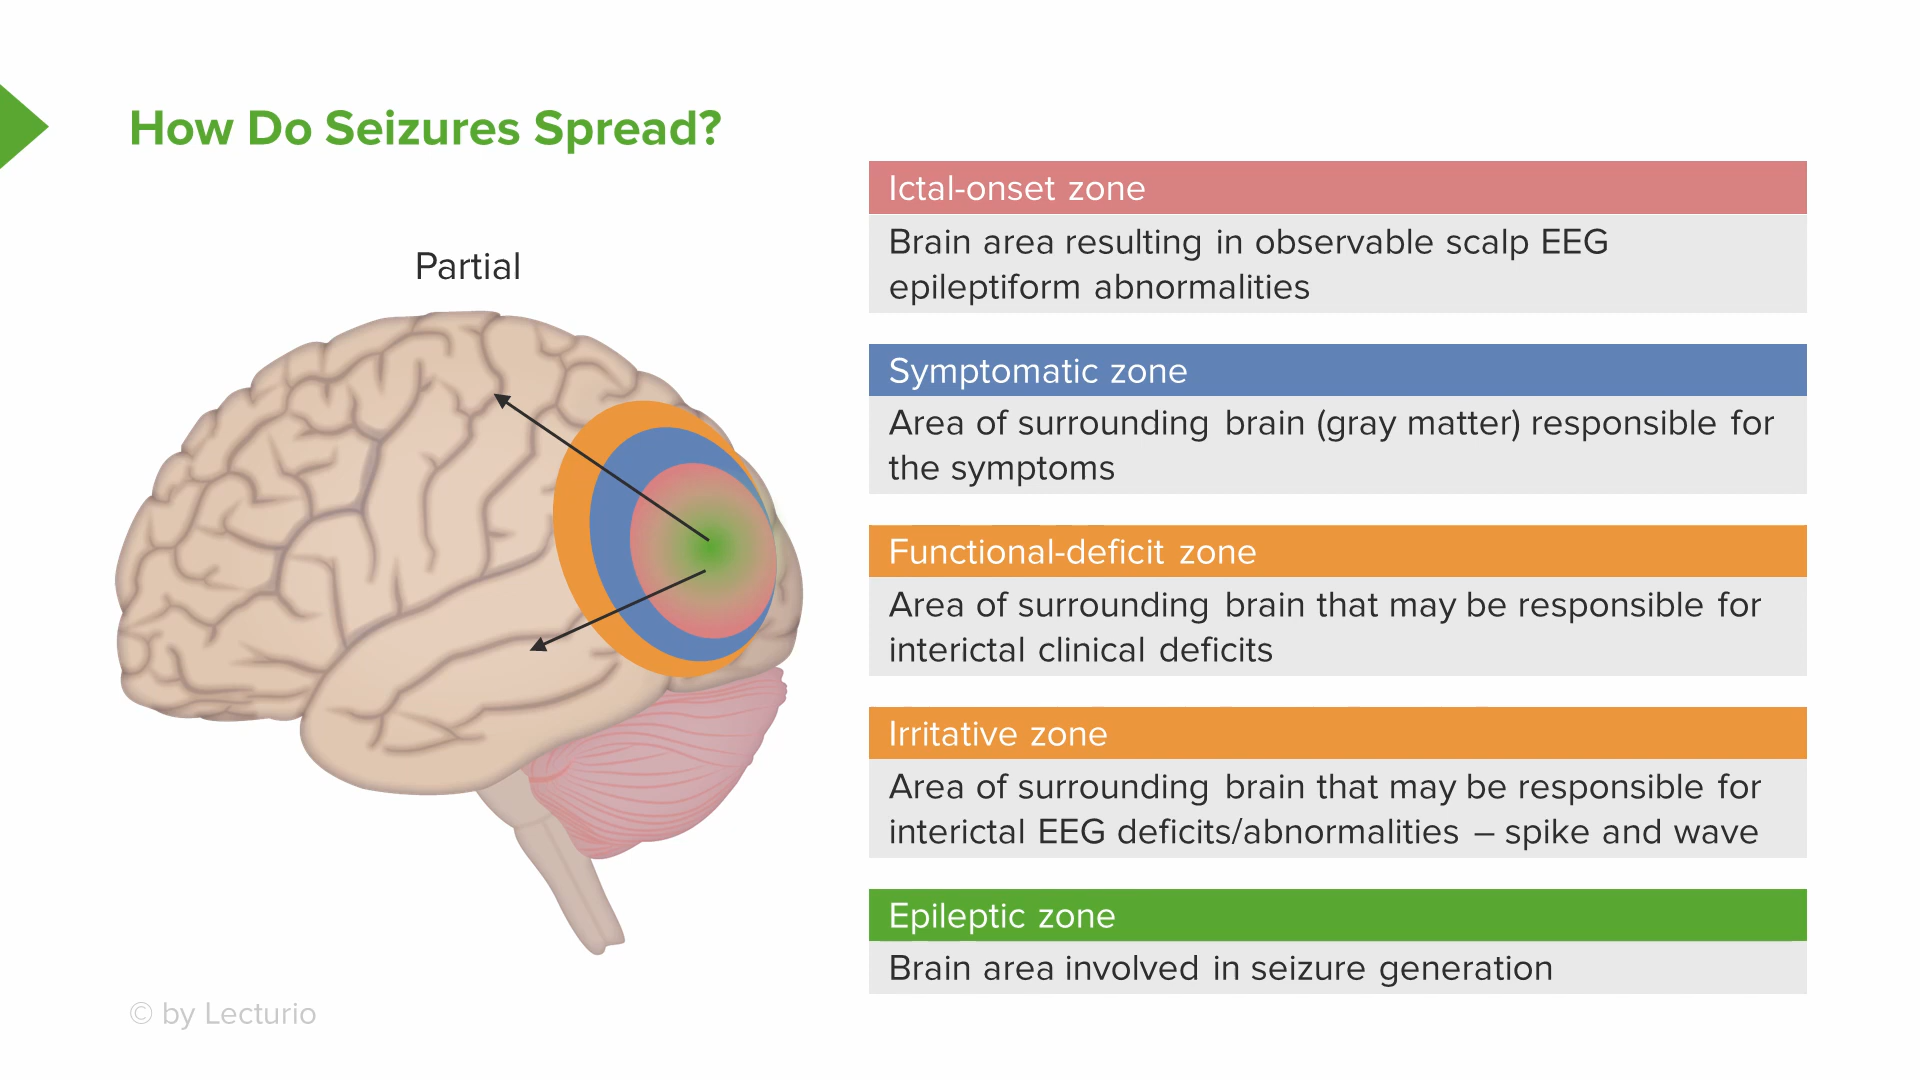 How Do Seizures Spread?
Partial
Ictal-onset zone
Brain area resulting in observable scalp EEG
epileptiform abnormalities
Symptomatic zone
Area of surrounding brain (gray matter) responsible for
the symptoms
Functional-deficit zone
Area of surrounding brain that may be responsible for
interictal clinical deficits
Irritative zone
Area of surrounding brain that may be responsible for
interictal EEG deficits/abnormalities – spike and wave
Epileptic zone
Brain area involved in seizure generation
© by Lecturio